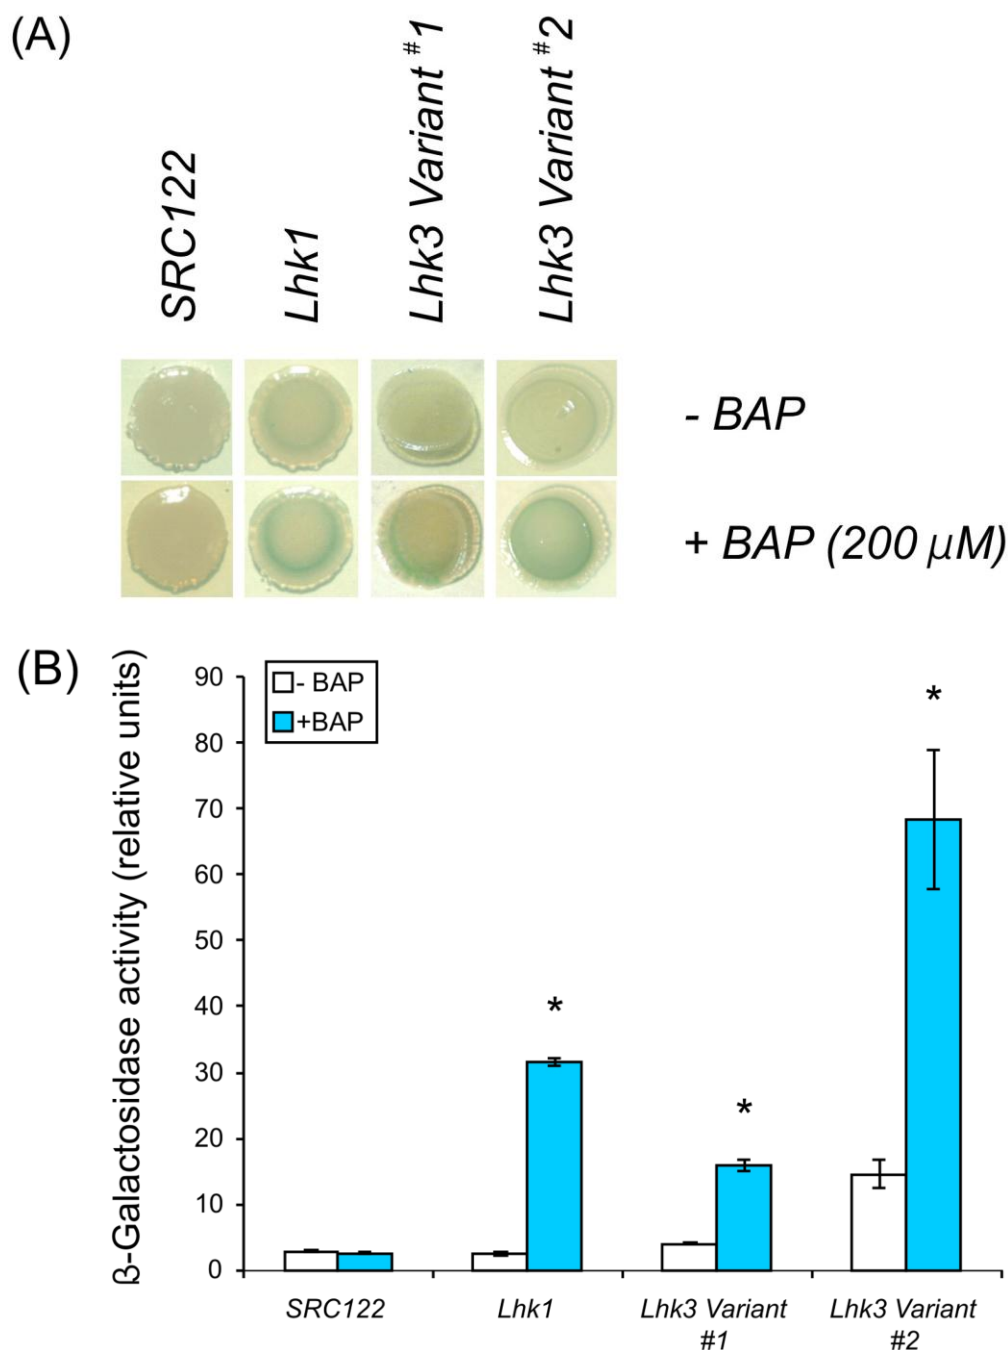 (A)
SRC122
Lhk1
Lhk3 Variant #1
Lhk3 Variant #2
- BAP
+ BAP (200 µM)
(B)
ß-Galactosidase activity (relative units)
90
80
70
60
50
40
30
20
10
0
- BAP
+BAP
*
*
*
SRC122
Lhk1
Lhk3 Variant
#1
Lhk3 Variant
#2